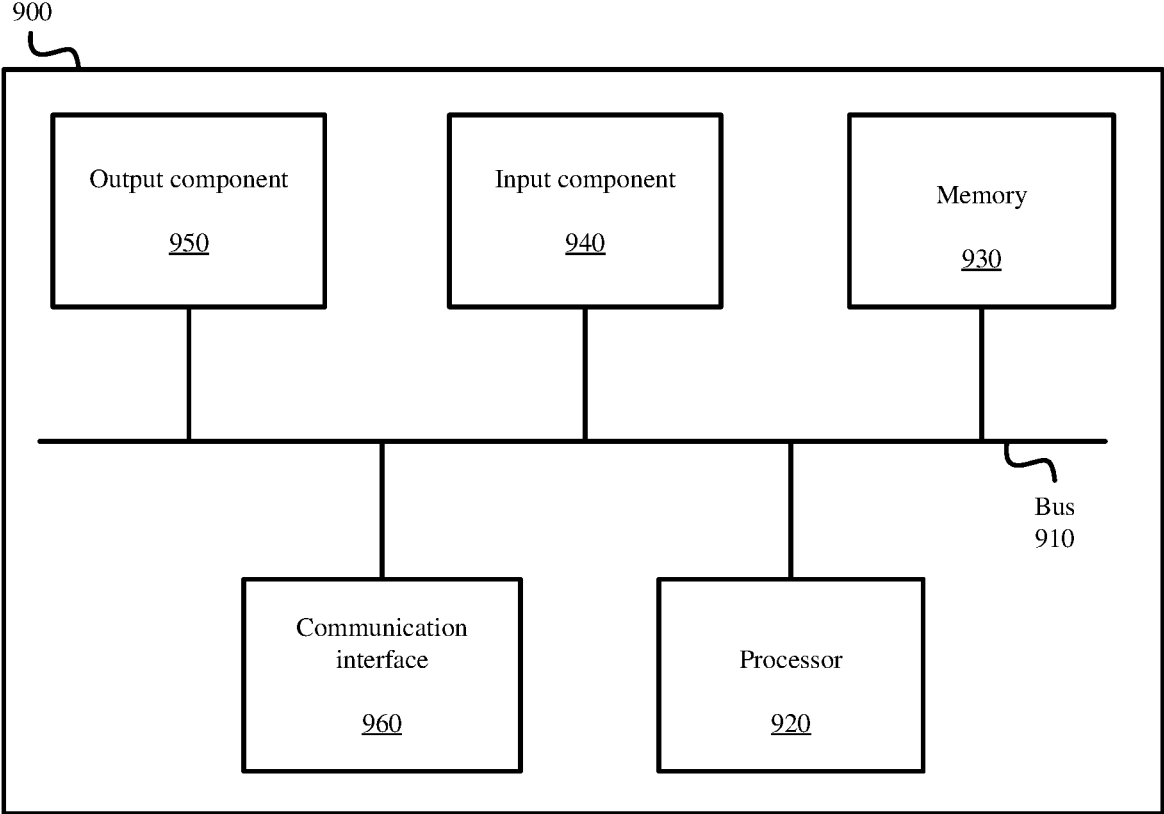 900
Output component
950
Input component
940
Memory
930
Bus
910
Communication
interface
960
Processor
920